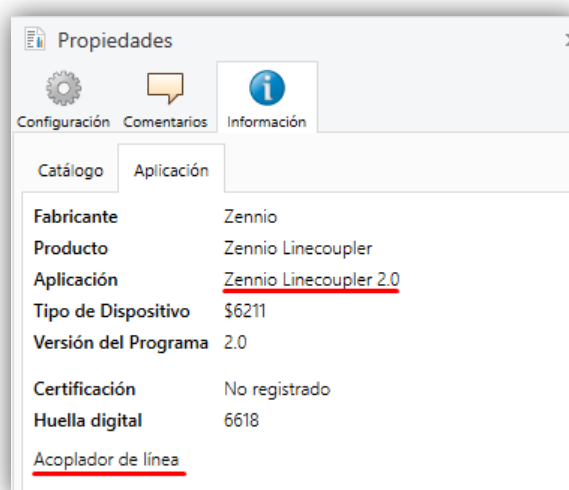 Propiedades
Configuración Comentarios Información
Catálogo Aplicación
Fabricante Zennio
Producto Zennio Linecoupler
Aplicación Zennio Linecoupler 2.0
Tipo de Dispositivo $6211
Versión del Programa 2.0
Certificación No registrado
Huella digital 6618
Acoplador de línea